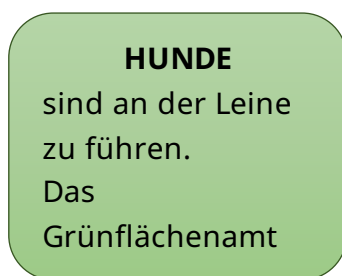 HUNDE
sind an der Leine
zu führen.
Das
Grünflächenamt